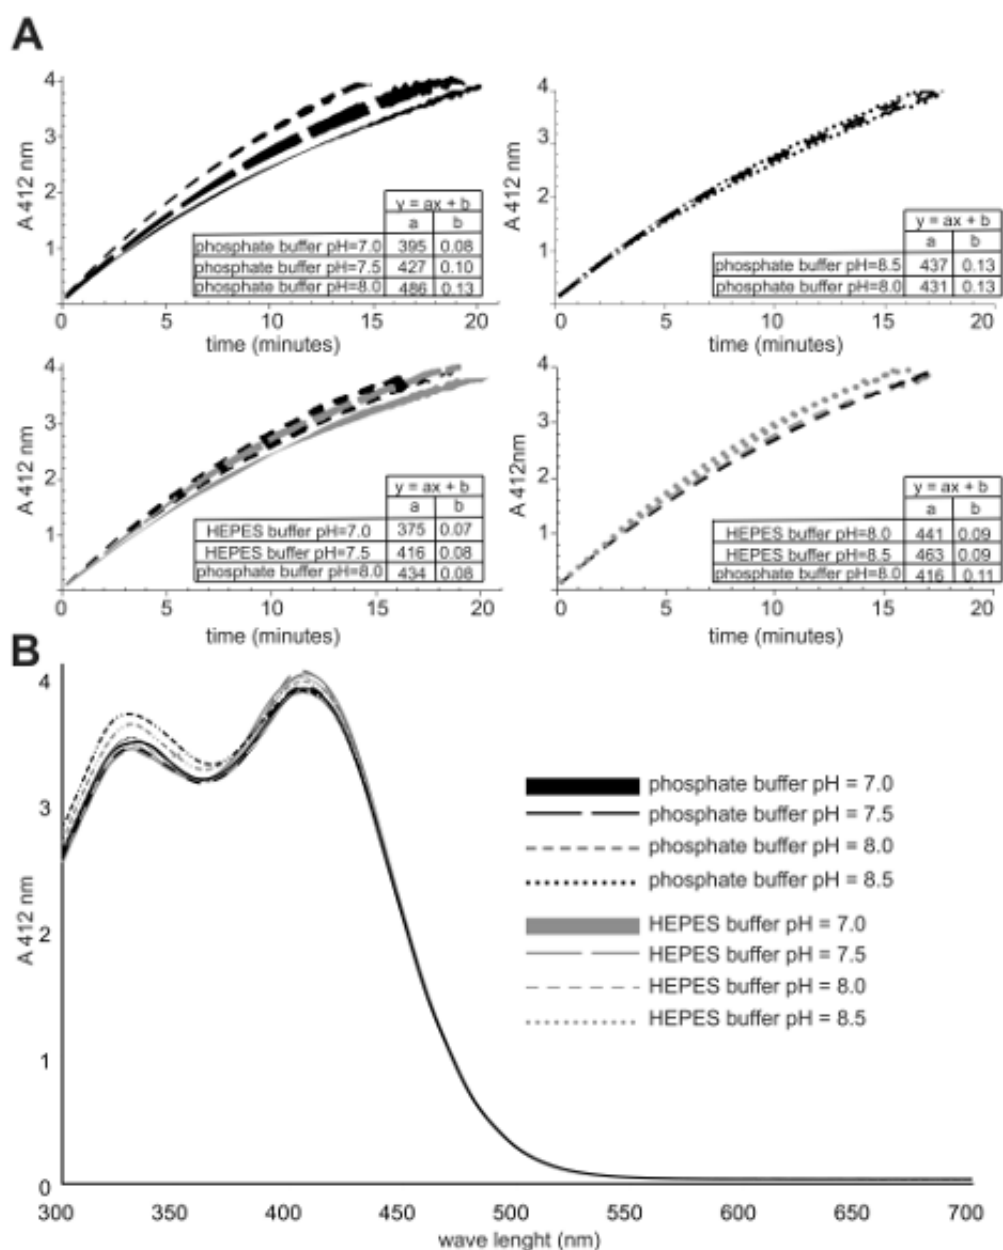 A
4
3
2
1
A 412 nm
y = ax + b
a b
phosphate buffer pH=7.0 395 0.08
phosphate buffer pH=7.5 427 0.10
phosphate buffer pH=8.0 486 0.13
0 5 10 15 20
time (minutes)
4
3
2
1
A 412 nm
y = ax + b
a b
phosphate buffer pH=8.5 437 0.13
phosphate buffer pH=8.0 431 0.13
0 5 10 15 20
time (minutes)
4
3
2
1
A 412 nm
y = ax + b
a b
HEPES buffer pH=7.0 375 0.07
HEPES buffer pH=7.5 416 0.08
phosphate buffer pH=8.0 434 0.08
0 5 10 15 20
time (minutes)
4
3
2
1
A 412nm
y = ax + b
a b
HEPES buffer pH=8.0 441 0.09
HEPES buffer pH=8.5 463 0.09
phosphate buffer pH=8.0 416 0.11
0 5 10 15 20
time (minutes)
B
4
3
2
1
0
A 412 nm
phosphate buffer pH = 7.0
phosphate buffer pH = 7.5
phosphate buffer pH = 8.0
phosphate buffer pH = 8.5
HEPES buffer pH = 7.0
HEPES buffer pH = 7.5
HEPES buffer pH = 8.0
HEPES buffer pH = 8.5
300 350 400 450 500 550 600 650 700
wave lenght (nm)